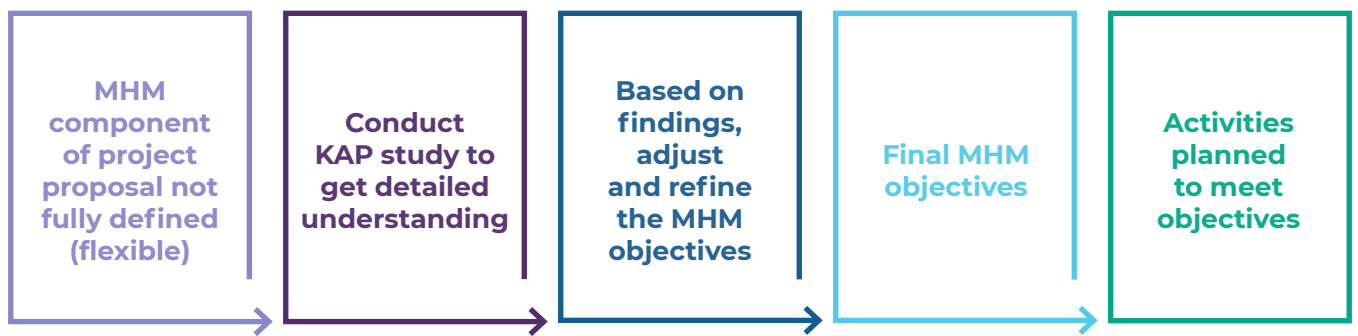 MHM
component
of project
proposal not
fully defined
(flexible)
Conduct
KAP study to
get detailed
understanding
Based on
findings,
adjust
and refine
the MHM
objectives
Final MHM
objectives
Activities
planned
to meet
objectives